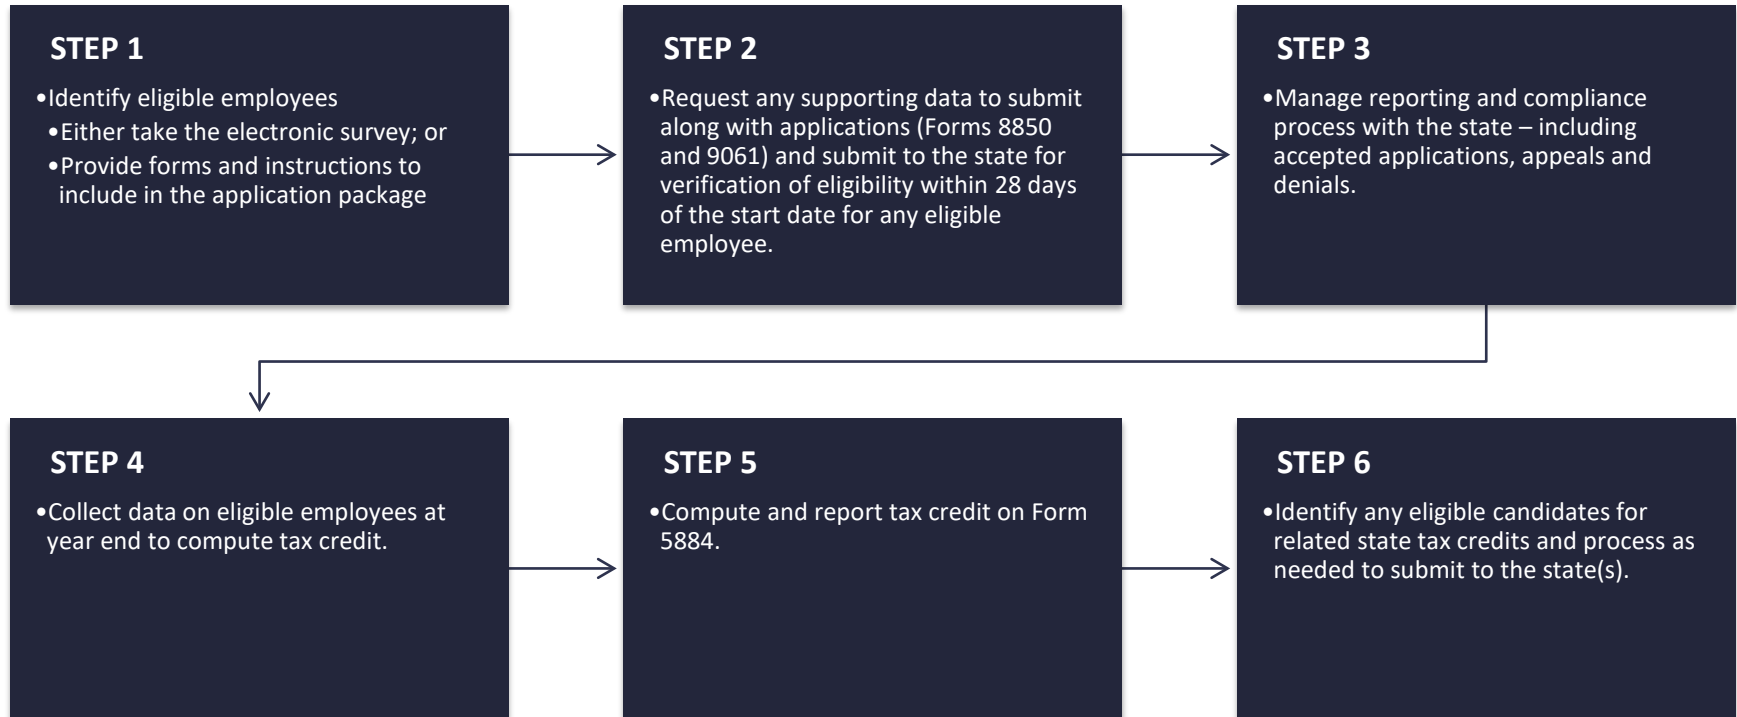 STEP 1
•Identify eligible employees
•Either take the electronic survey; or
•Provide forms and instructions to
include in the application package
STEP 2
•Request any supporting data to submit
along with applications (Forms 8850
and 9061) and submit to the state for
verification of eligibility within 28 days
of the start date for any eligible
employee.
STEP 3
•Manage reporting and compliance
process with the state – including
accepted applications, appeals and
denials.
STEP 4
•Collect data on eligible employees at
year end to compute tax credit.
STEP 5
•Compute and report tax credit on Form
5884.
STEP 6
•Identify any eligible candidates for
related state tax credits and process as
needed to submit to the state(s).